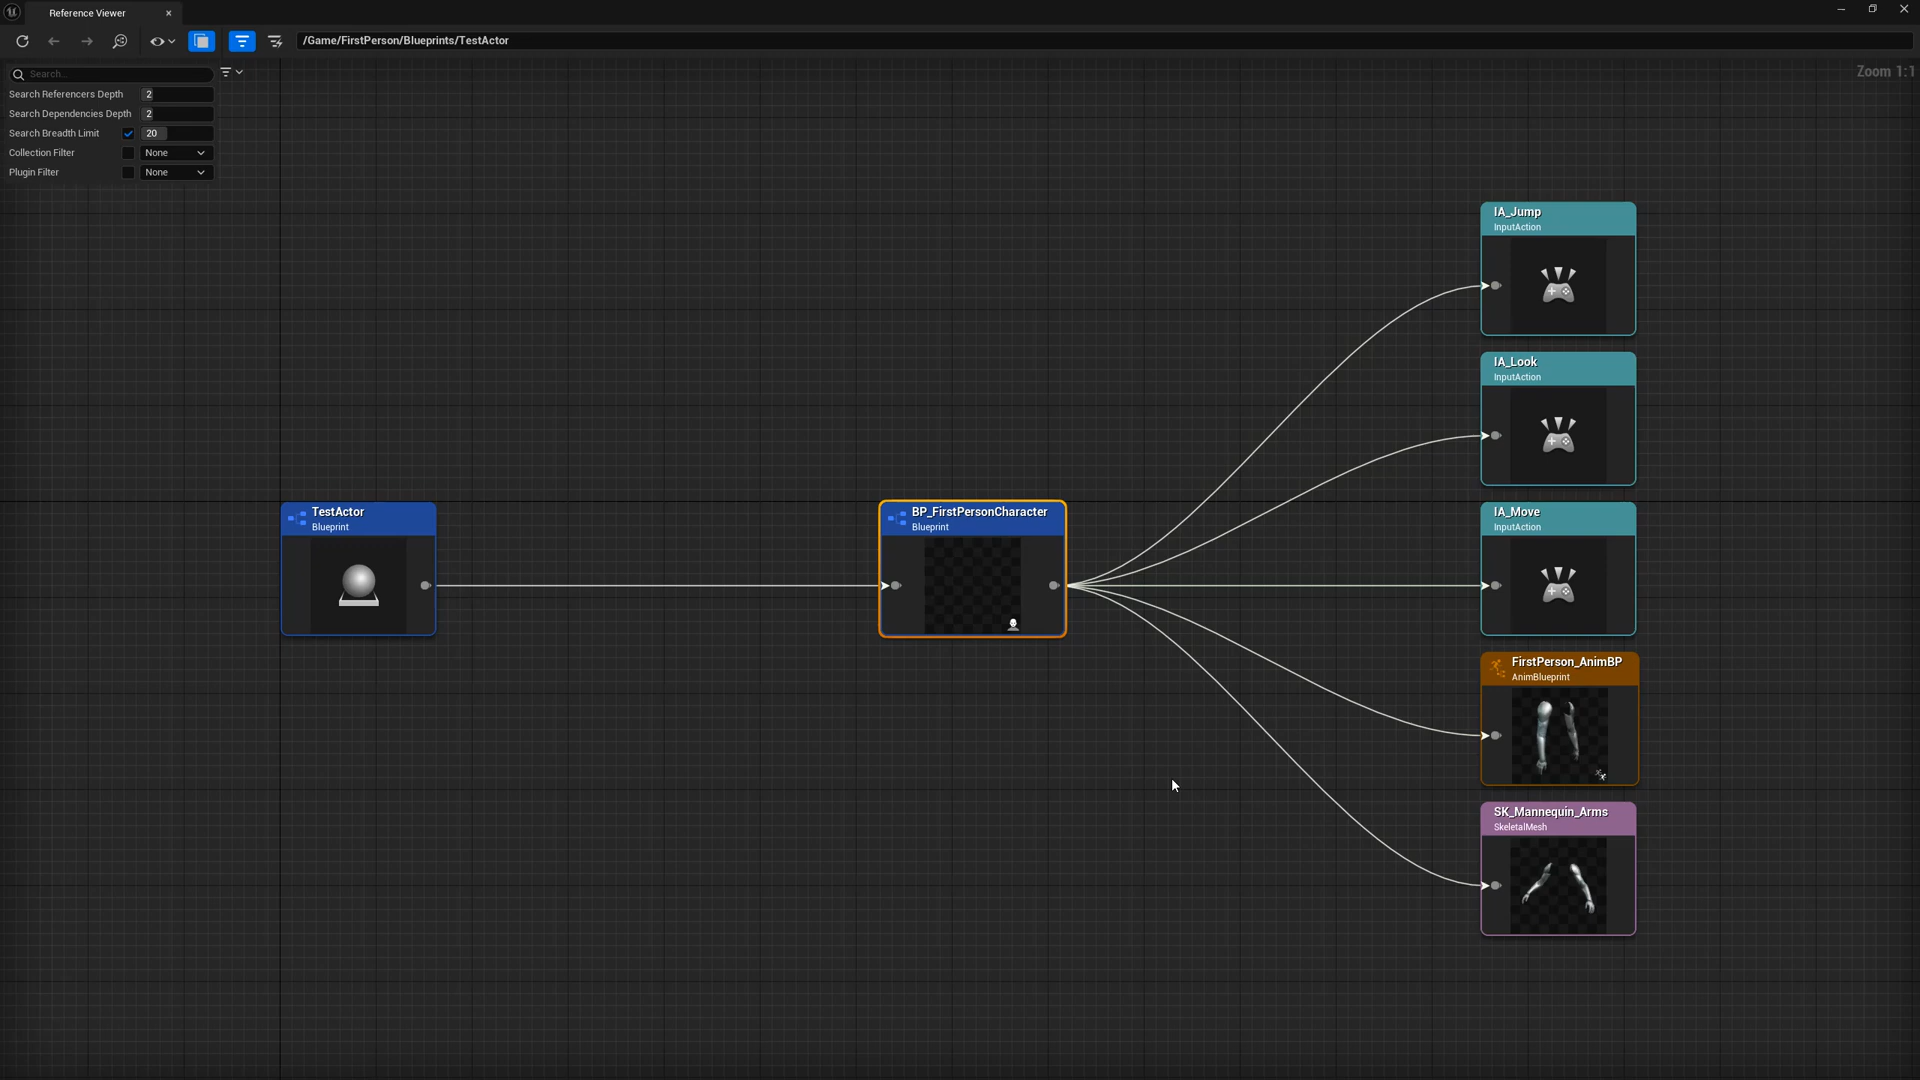 Reference Viewer
/Game/FirstPerson/Blueprints/TestActor
Search...
Zoom 1:1
Search Referencers Depth 2
Search Dependencies Depth 2
Search Breadth Limit 20
Collection Filter None
Plugin Filter None
IA_Jump
InputAction
IA_Look
InputAction
TestActor
Blueprint
BP_FirstPersonCharacter
Blueprint
IA_Move
InputAction
FirstPerson_AnimBP
AnimBlueprint
SK_Mannequin_Arms
SkeletalMesh